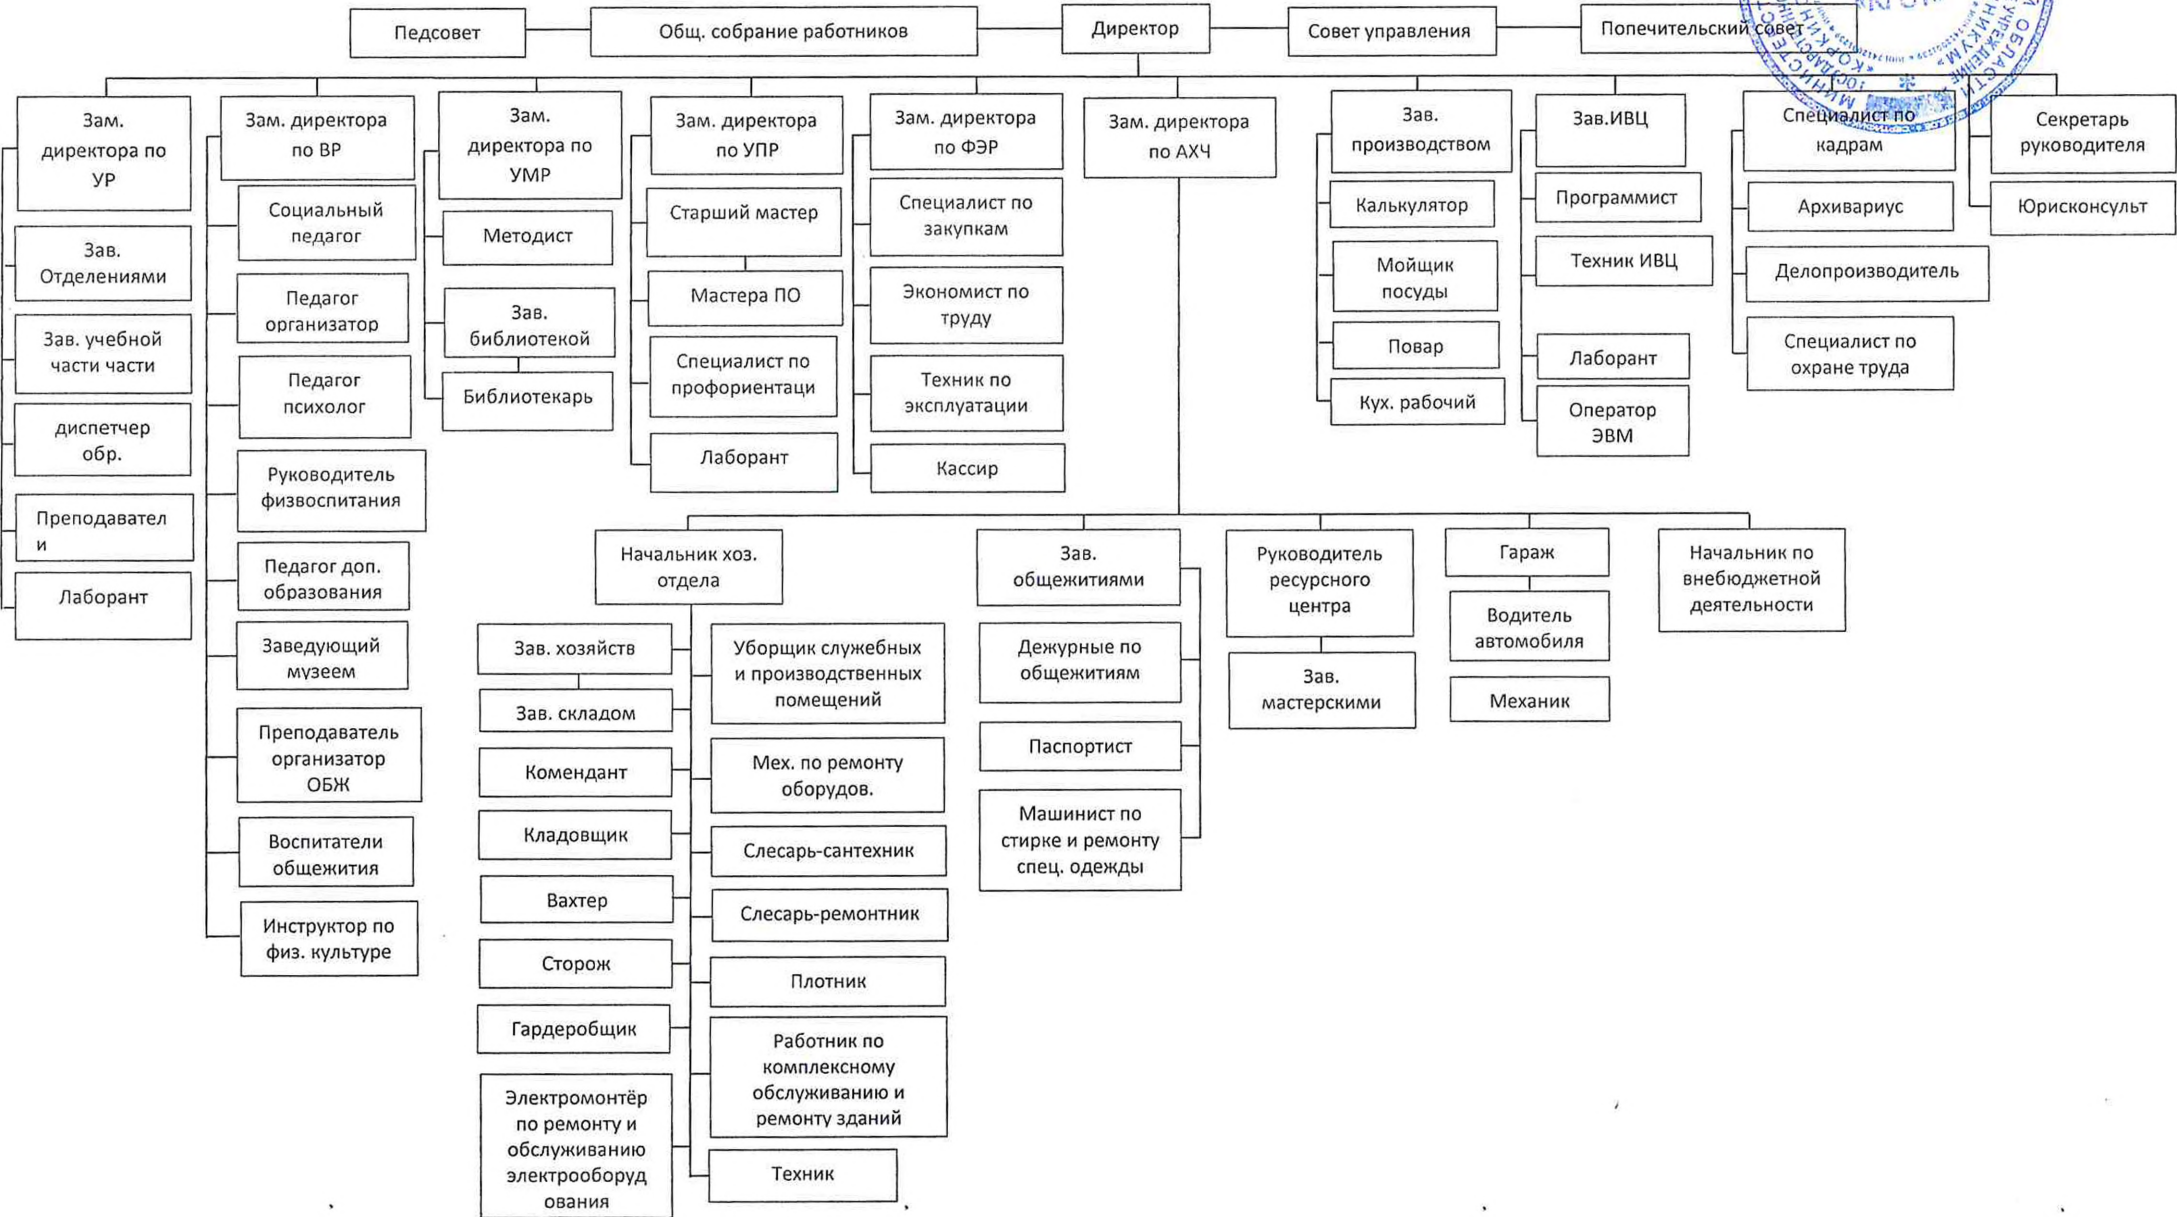 Педсовет
Общ. собрание работников
Директор
Совет управления
Попечительский совет
Зам.
директора по
УР
Зав.
Отделениями
Зав. учебной
части части
диспетчер
обр.
Преподавател
и
Лаборант
Зам. директора
по ВР
Социальный
педагог
Педагог
организатор
Педагог
психолог
Руководитель
физвоспитания
Педагог доп.
образования
Заведующий
музеем
Преподаватель
организатор
ОБЖ
Воспитатели
общежития
Инструктор по
физ. культуре
Зам.
директора по
УМР
Методист
Зав.
библиотекой
Библиотекарь
Зам. директора
по УПР
Старший мастер
Мастера ПО
Специалист по
профориентаци
Лаборант
Зам. директора
по ФЭР
Специалист по
закупкам
Экономист по
труду
Техник по
эксплуатации
Кассир
Зам. директора
по АХЧ
Зав.
производством
Калькулятор
Мойщик
посуды
Повар
Кух. рабочий
Зав.ИВЦ
Программист
Техник ИВЦ
Лаборант
Оператор
ЭВМ
Специалист по
кадрам
Архивариус
Делопроизводитель
Специалист по
охране труда
Секретарь
руководителя
Юрисконсульт
Начальник хоз.
отдела
Зав. хозяйств
Зав. складом
Комендант
Кладовщик
Вахтер
Сторож
Гардеробщик
Электромонтёр
по ремонту и
обслуживанию
электрооборуд
ования
Уборщик служебных
и производственных
помещений
Мех. по ремонту
оборудов.
Слесарь-сантехник
Слесарь-ремонтник
Плотник
Работник по
комплексному
обслуживанию и
ремонту зданий
Техник
Зав.
общежитиями
Дежурные по
общежитиям
Паспортист
Машинист по
стирке и ремонту
спец. одежды
Руководитель
ресурсного
центра
Зав.
мастерскими
Гараж
Водитель
автомобиля
Механик
Начальник по
внебюджетной
деятельности